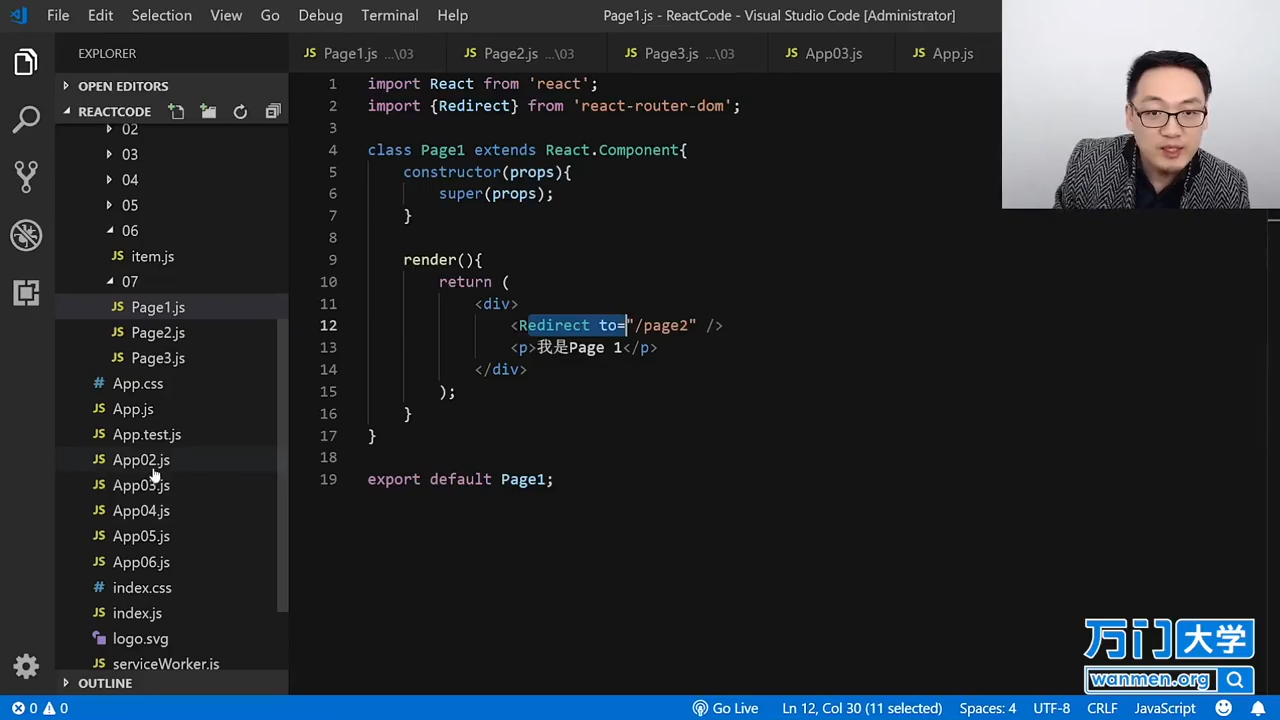 File Edit Selection View Go Debug Terminal Help Page1.js - ReactCode - Visual Studio Code [Administrator]
EXPLORER
JS Page1.js ...\03 JS Page2.js ...\03 JS Page3.js ...\03 JS App03.js JS App.js
OPEN EDITORS
REACTCODE
02
03
04
05
06
JS item.js
07
JS Page1.js
JS Page2.js
JS Page3.js
# App.css
JS App.js
JS App.test.js
JS App02.js
JS App03.js
JS App04.js
JS App05.js
JS App06.js
# index.css
JS index.js
logo.svg
JS serviceWorker.js
OUTLINE
1 import React from 'react';
2 import {Redirect} from 'react-router-dom';
3
4 class Page1 extends React.Component{
5 constructor(props){
6 super(props);
7 }
8
9 render(){
10 return (
11 <div>
12 <Redirect to="/page2" />
13 <p>我是Page 1</p>
14 </div>
15 );
16 }
17 }
18
19 export default Page1;
万门大学
wanmen.org
0 0 Go Live Ln 12, Col 30 (11 selected) Spaces: 4 UTF-8 CRLF JavaScript